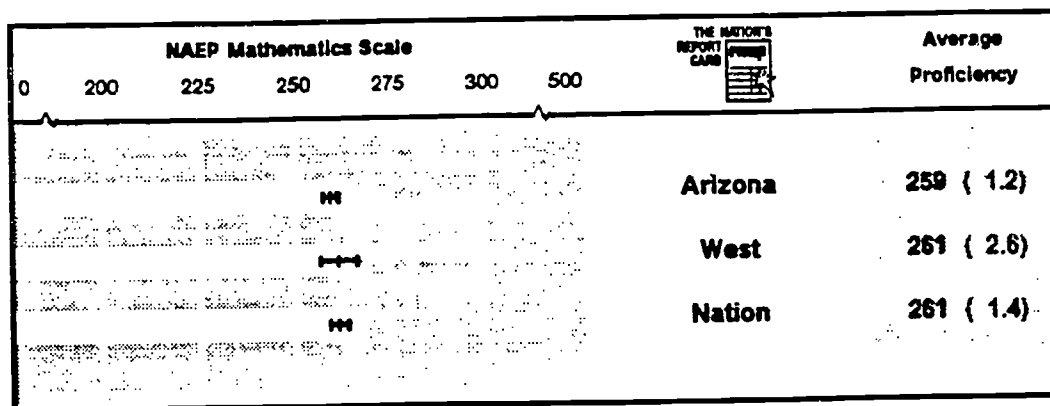 NAEP Mathematics Scale
0 200 225 250 275 300 500
THE NATION'S
REPORT
CARD
Average
Proficiency
Arizona 259 ( 1.2)
West 261 ( 2.6)
Nation 261 ( 1.4)